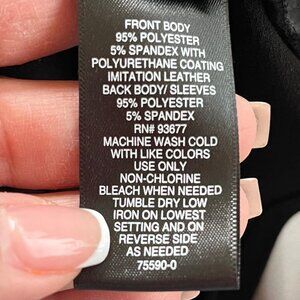 FRONT BODY
95% POLYESTER
5% SPANDEX WITH
POLYURETHANE COATING
IMITATION LEATHER
BACK BODY/ SLEEVES
95% POLYESTER
5% SPANDEX
RN# 93677
MACHINE WASH COLD
WITH LIKE COLORS
USE ONLY
NON-CHLORINE
BLEACH WHEN NEEDED
TUMBLE DRY LOW
IRON ON LOWEST
SETTING AND ON
REVERSE SIDE
AS NEEDED
75590-0